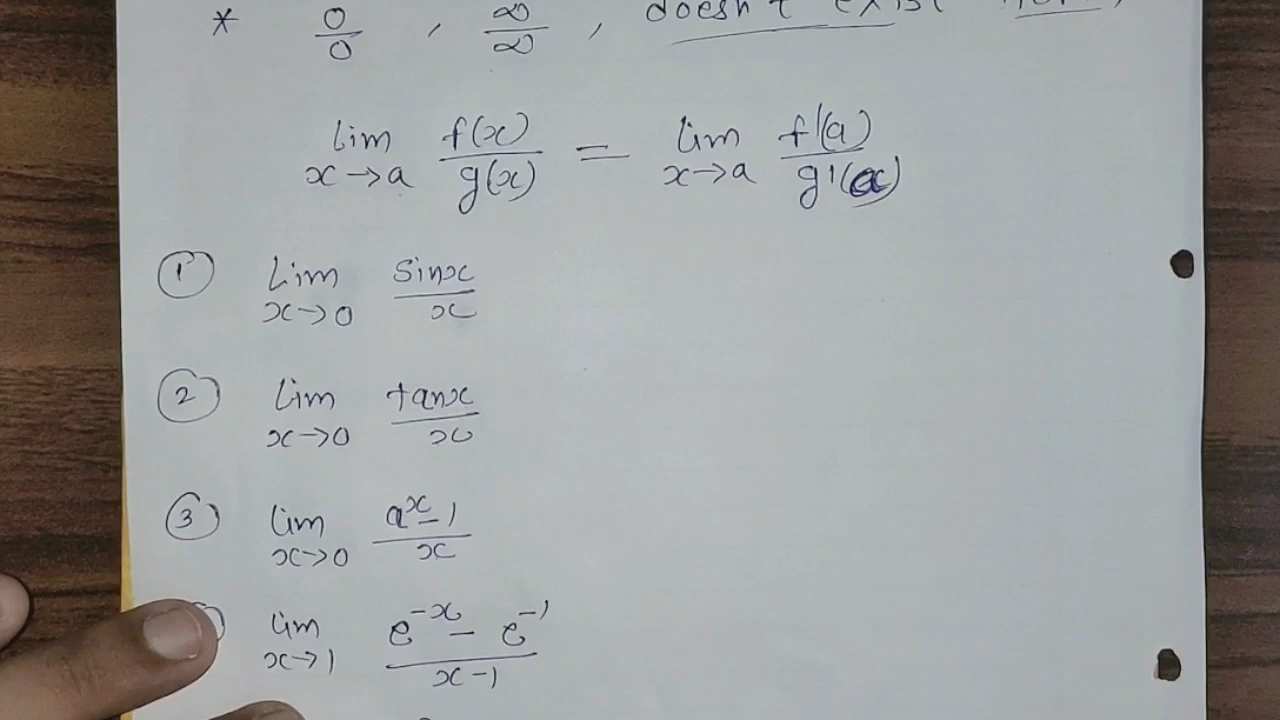 * 0/0 , ∞/∞ , doesn't exist
lim x→a f(x)/g(x) = lim x→a f'(a)/g'(a)
① Lim x→0 sinx/x
② Lim x→0 tanx/x
③ Lim x→0 a^x-1/x
lim x→1 e^-x - e^-1/x-1